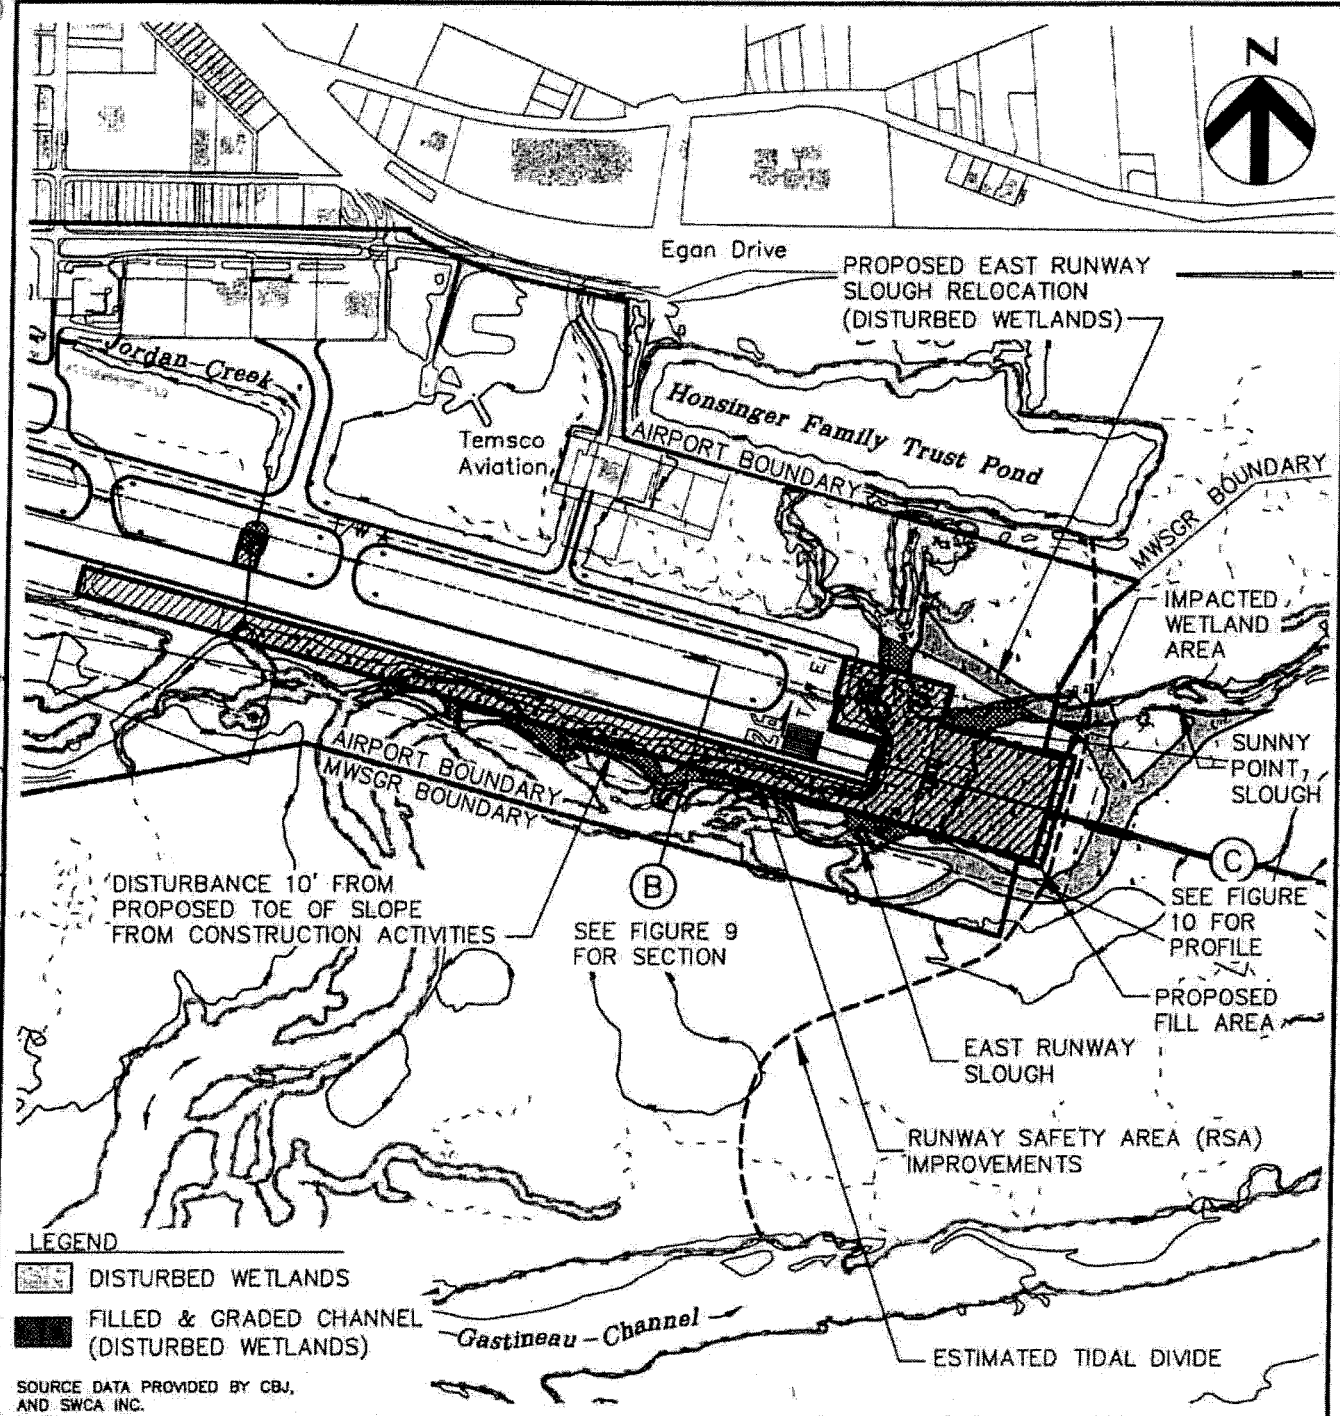 N
Egan Drive
PROPOSED EAST RUNWAY
SLOUGH RELOCATION
(DISTURBED WETLANDS)
Jordan-Creek
Honsinger Family Trust Pond
Temsco
Aviation
AIRPORT BOUNDARY
MWSGR BOUNDARY
IMPACTED
WETLAND
AREA
T/W E
26
SUNNY
POINT
SLOUGH
AIRPORT BOUNDARY
MWSGR BOUNDARY
DISTURBANCE 10' FROM
PROPOSED TOE OF SLOPE
FROM CONSTRUCTION ACTIVITIES
B
SEE FIGURE 9
FOR SECTION
C
SEE FIGURE
10 FOR
PROFILE
PROPOSED
FILL AREA
EAST RUNWAY
SLOUGH
RUNWAY SAFETY AREA (RSA)
IMPROVEMENTS
LEGEND
DISTURBED WETLANDS
FILLED & GRADED CHANNEL
(DISTURBED WETLANDS)
Gastineau-Channel
ESTIMATED TIDAL DIVIDE
SOURCE DATA PROVIDED BY CBJ,
AND SWCA INC.